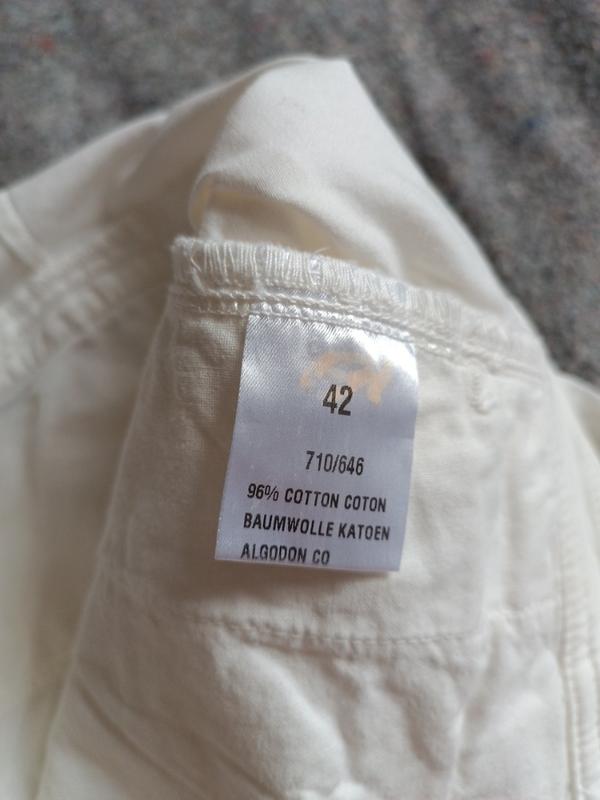 42
710/646
96% COTTON COTON
BAUMWOLLE KATOEN
ALGODON CO